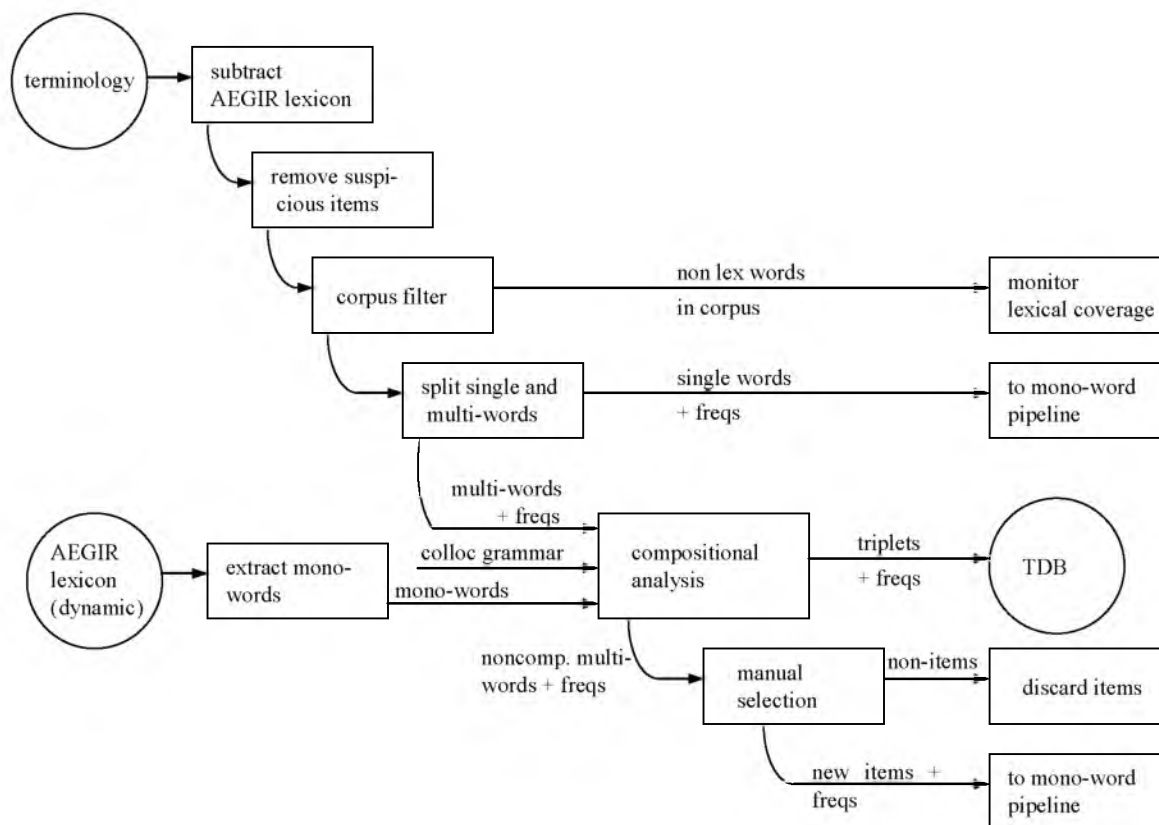 terminology
subtract
AEGIR lexicon
remove suspi-
cious items
corpus filter
non lex words
in corpus
monitor
lexical coverage
split single and
multi-words
single words
+ freqs
to mono-word
pipeline
multi-words
+ freqs
colloc grammar
mono-words
AEGIR
lexicon
(dynamic)
extract mono-
words
compositional
analysis
triplets
+ freqs
TDB
noncomp. multi-
words + freqs
manual
selection
non-items
discard items
new items +
freqs
to mono-word
pipeline